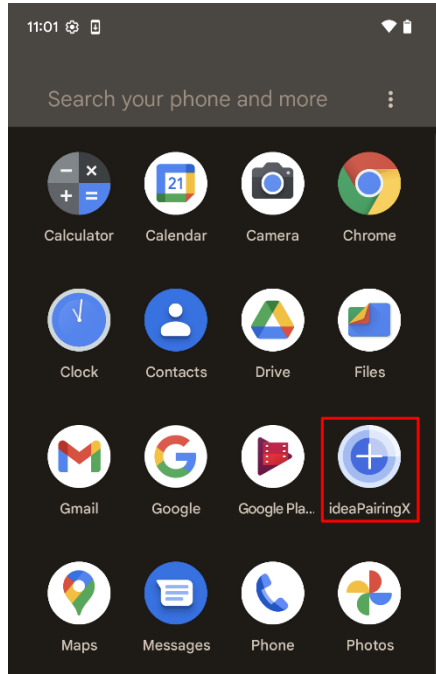 11:01
Search your phone and more
21
Calculator Calendar Camera Chrome
Clock Contacts Drive Files
Gmail Google Google Pla... ideaPairingX
Maps Messages Phone Photos